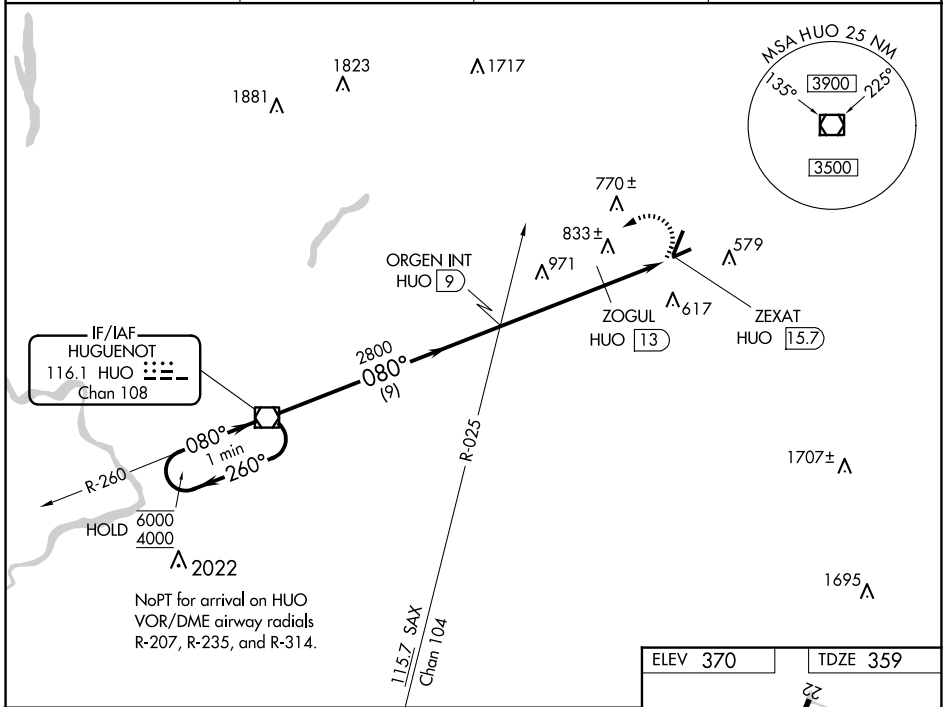 MSA HUO 25 NM
135°
3900
225°
3500
1881
1823
1717
770 ±
833 ±
971
579
617
ORGEN INT
HUO 9
ZOGUL
HUO 13
ZEXAT
HUO 15.7
IF/IAF
HUGUENOT
116.1 HUO
Chan 108
2800
080°
(9)
080°
1 min
260°
R-260
R-025
HOLD
6000
4000
2022
1707 ±
1695
NoPT for arrival on HUO
VOR/DME airway radials
R-207, R-235, and R-314.
115.7 SAX
Chan 104
ELEV 370
TDZE 359
22